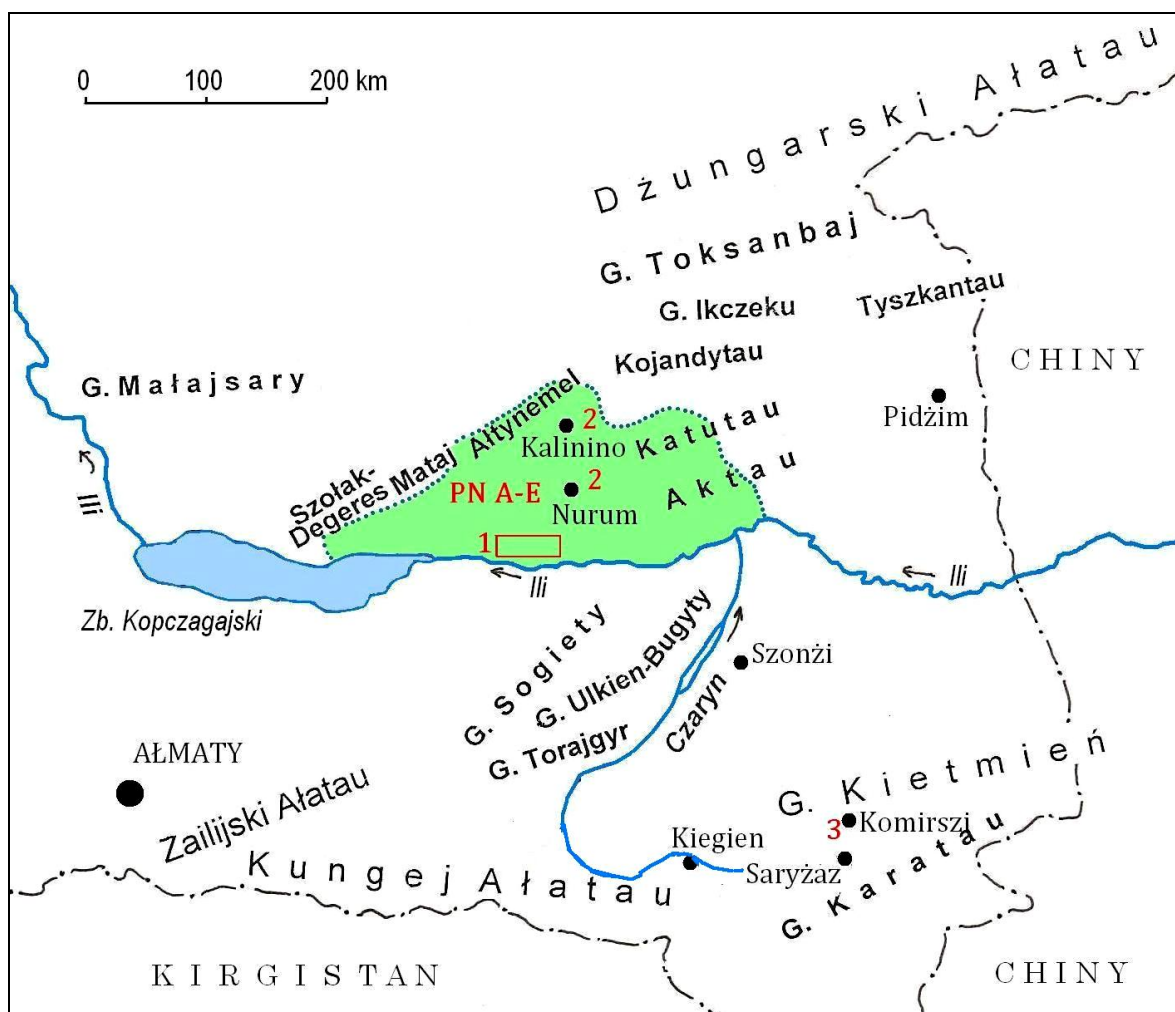 0 100 200 km
Dżungarski Ałatau
G. Toksanbaj
G. Ikczeku
Tyszkantau
Kojandytau
CHINY
G. Małajsary
Pidżim
Szołak-
Degeres Mataj Ałtynemel
2
Kalinino
Katutau
PN A-E
2
Nurum
Aktau
1
Ili
Ili
Ili
Zb. Kopczagajski
G. Sogiety
G. Ulkien-Bugyty
Szonżi
Czaryn
G. Torajgyr
AŁMATY
Zailijski Ałatau
G. Kietmień
3
Komirszi
Kiegien
Saryżaz
Kungej Ałatau
G. Karatau
KIRGISTAN
CHINY